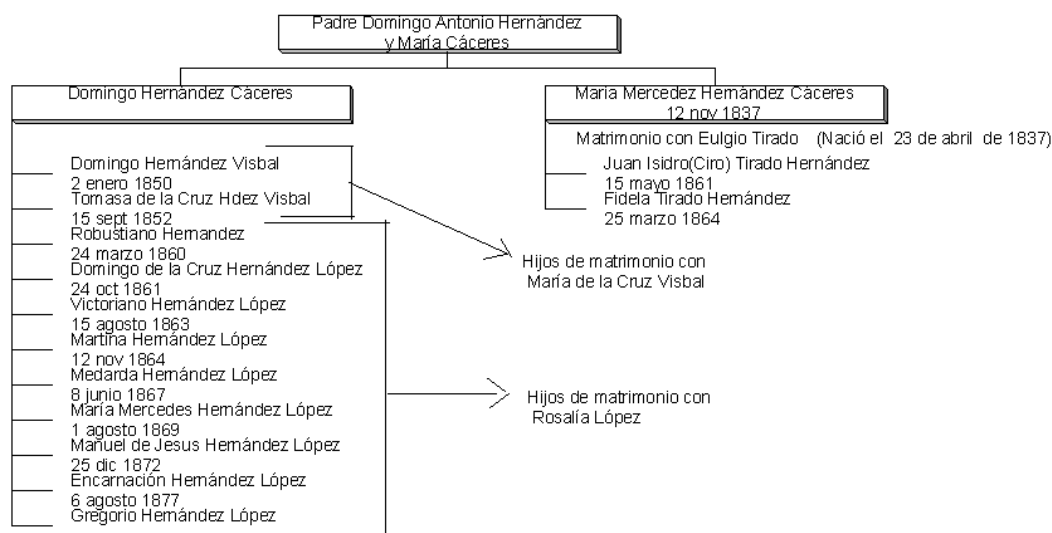 Padre Domingo Antonio Hernández
y María Cáceres
Domingo Hernández Cáceres
Domingo Hernández Visbal
2 enero 1850
Tomasa de la Cruz Hdez Visbal
15 sept 1852
Robustiano Hernandez
24 marzo 1860
Domingo de la Cruz Hernández López
24 oct 1861
Victoriano Hernández López
15 agosto 1863
Martina Hernández López
12 nov 1864
Medarda Hernández López
8 junio 1867
María Mercedes Hernández López
1 agosto 1869
Manuel de Jesus Hernández López
25 dic 1872
Encarnación Hernández López
6 agosto 1877
Gregorio Hernández López
Maria Mercedez Hernández Cáceres
12 nov 1837
Matrimonio con Eulgio Tirado (Nació el 23 de abril de 1837)
Juan Isidro(Ciro) Tirado Hernández
15 mayo 1861
Fidela Tirado Hernández
25 marzo 1864
Hijos de matrimonio con
María de la Cruz Visbal
Hijos de matrimonio con
Rosalía López